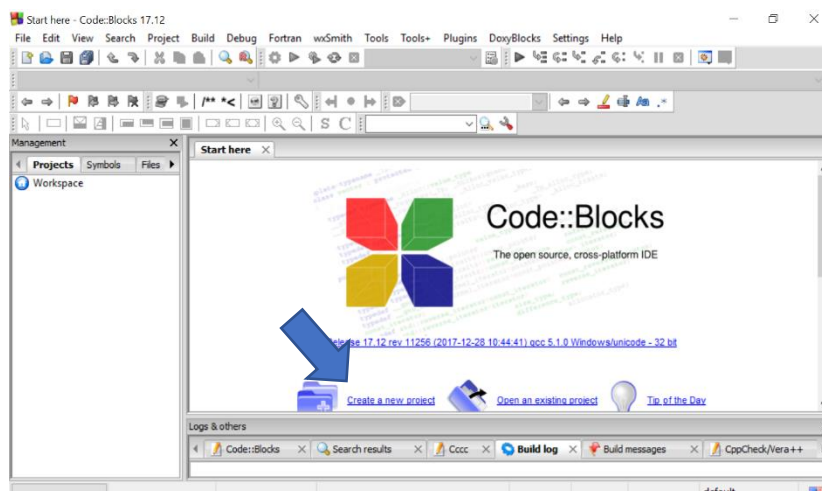 Start here - Code::Blocks 17.12
File Edit View Search Project Build Debug Fortran wxSmith Tools Tools+ Plugins DoxyBlocks Settings Help
/** *<
S C
Management
Projects Symbols Files
Workspace
Start here
Code::Blocks
The open source, cross-platform IDE
Release 17.12 rev 11256 (2017-12-28 10:44:41) gcc 5.1.0 Windows/unicode - 32 bit
Create a new project Open an existing project Tip of the Day
Logs & others
Code::Blocks Search results Cccc Build log Build messages CppCheck/Vera++
default